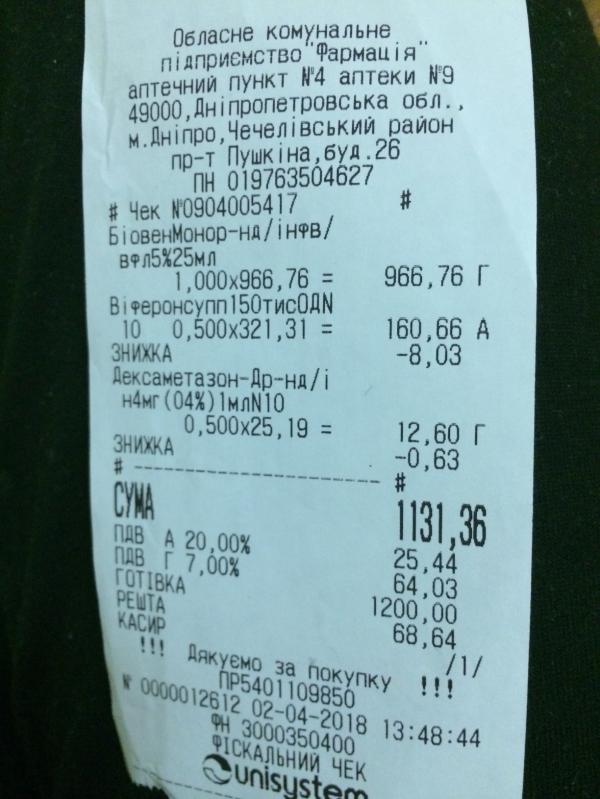 Обласне комунальне
підприємство "Фармація"
аптечний пункт №4 аптеки №9
49000,Дніпропетровська обл.,
м.Дніпро,Чечелівський район
пр-т Пушкіна,буд.26
ПН 019763504627
# Чек №0904005417 #
БіовенМонор-нд/інфв/
вфл5%25мл
1,000x966,76 = 966,76 Г
Віферонсупп150тисОДN
10 0,500x321,31 = 160,66 А
ЗНИЖКА -8,03
Дексаметазон-Др-нд/і
н4мг(04%)1млN10
0,500x25,19 = 12,60 Г
ЗНИЖКА -0,63
# ------------------------ #
СУМА 1131,36
ПДВ А 20,00% 25,44
ПДВ Г 7,00% 64,03
ГОТІВКА 1200,00
РЕШТА 68,64
КАСИР /1/
!!! Дякуємо за покупку !!!
ПР5401109850
№ 0000012612 02-04-2018 13:48:44
ФН 3000350400
ФІСКАЛЬНИЙ ЧЕК
unisystem